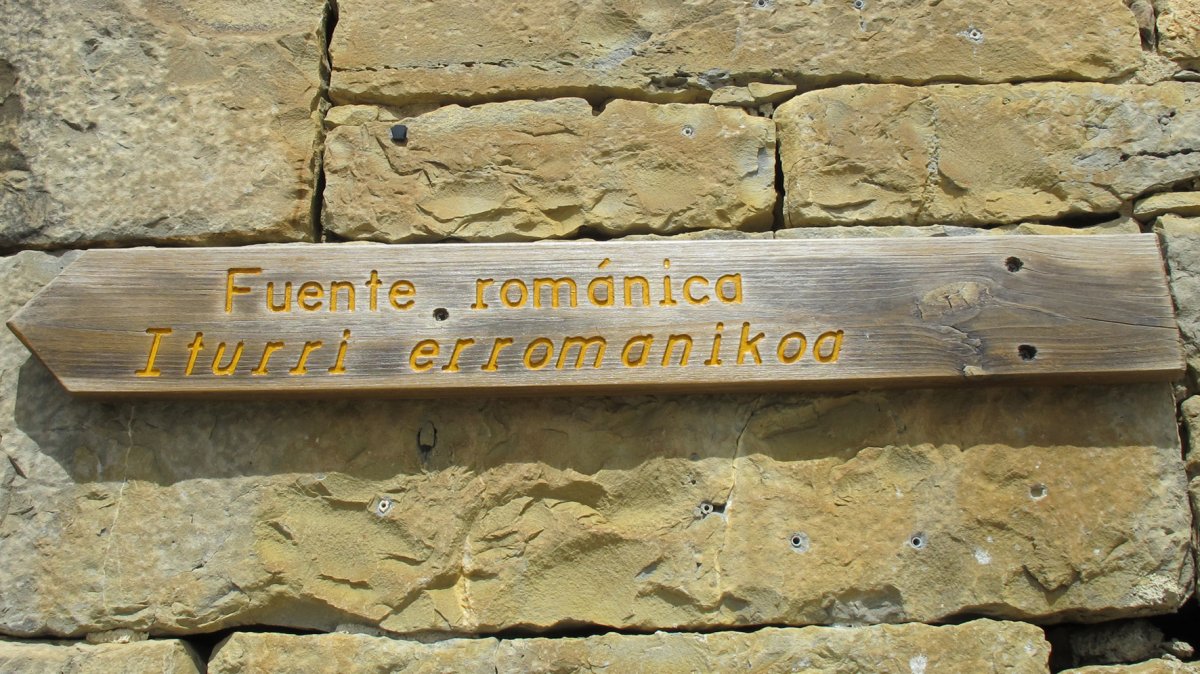 Fuente románica
Iturri erromanikoa